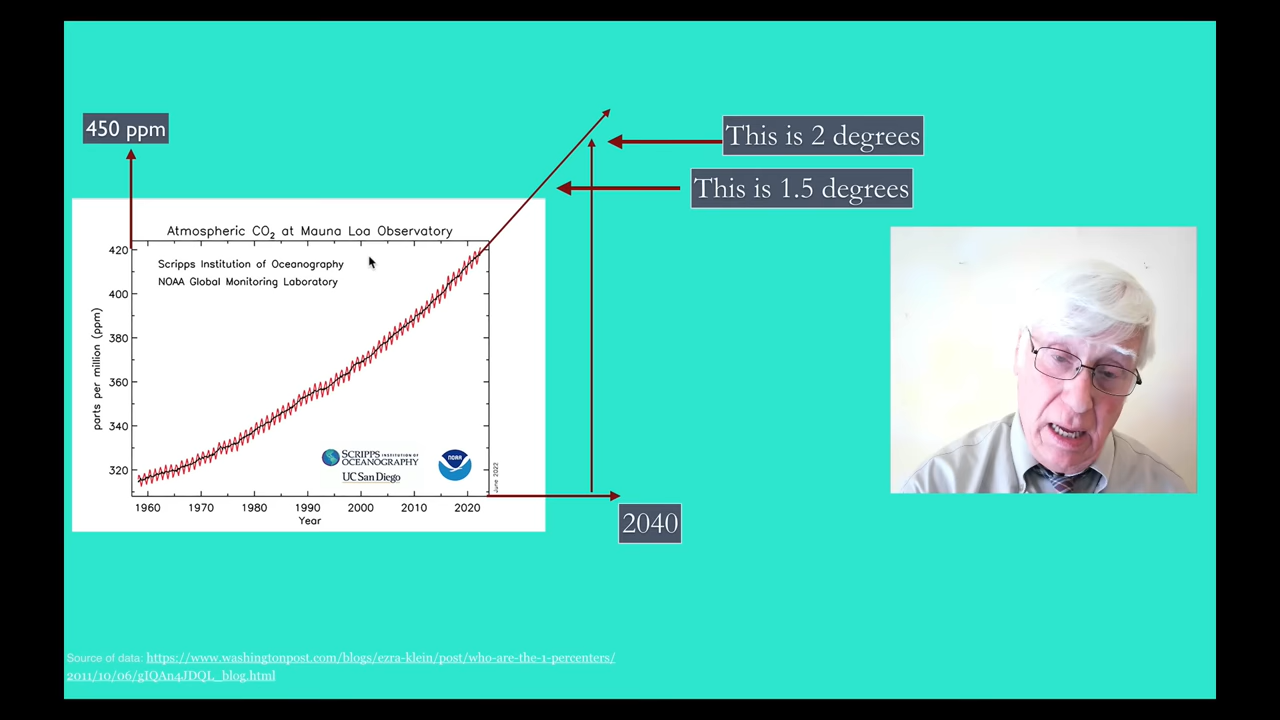 450 ppm
This is 2 degrees
This is 1.5 degrees
Atmospheric CO2 at Mauna Loa Observatory
Scripps Institution of Oceanography
NOAA Global Monitoring Laboratory
parts per million (ppm)
420
400
380
360
340
320
SCRIPPS INSTITUTION OF
OCEANOGRAPHY
UC San Diego
NOAA
June 2022
1960 1970 1980 1990 2000 2010 2020
Year
2040
Source of data: https://www.washingtonpost.com/blogs/ezra-klein/post/who-are-the-1-percenters/
2011/10/06/gIQAn4JDQL_blog.html